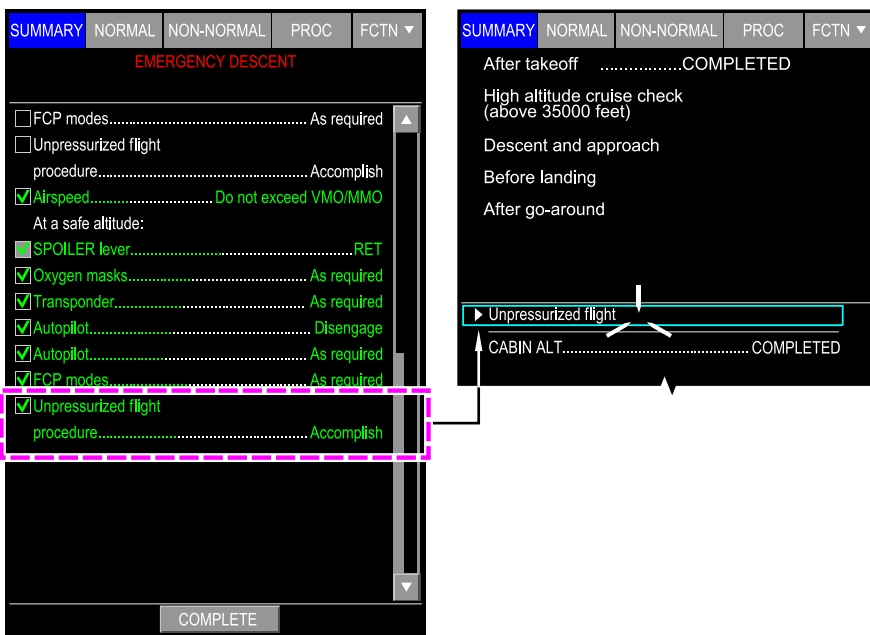 SUMMARY NORMAL NON-NORMAL PROC FCTN
EMERGENCY DESCENT
FCP modes.................................................... As required
Unpressurized flight
procedure....................................................... Accomplish
Airspeed.............................. Do not exceed VMO/MMO
At a safe altitude:
SPOILER lever..........................................................RET
Oxygen masks............................................. As required
Transponder................................................ As required
Autopilot......................................................... Disengage
Autopilot....................................................... As required
FCP modes.................................................... As required
Unpressurized flight
procedure....................................................... Accomplish
COMPLETE
SUMMARY NORMAL NON-NORMAL PROC FCTN
After takeoff .................COMPLETED
High altitude cruise check
(above 35000 feet)
Descent and approach
Before landing
After go-around
Unpressurized flight
CABIN ALT................................................ COMPLETED